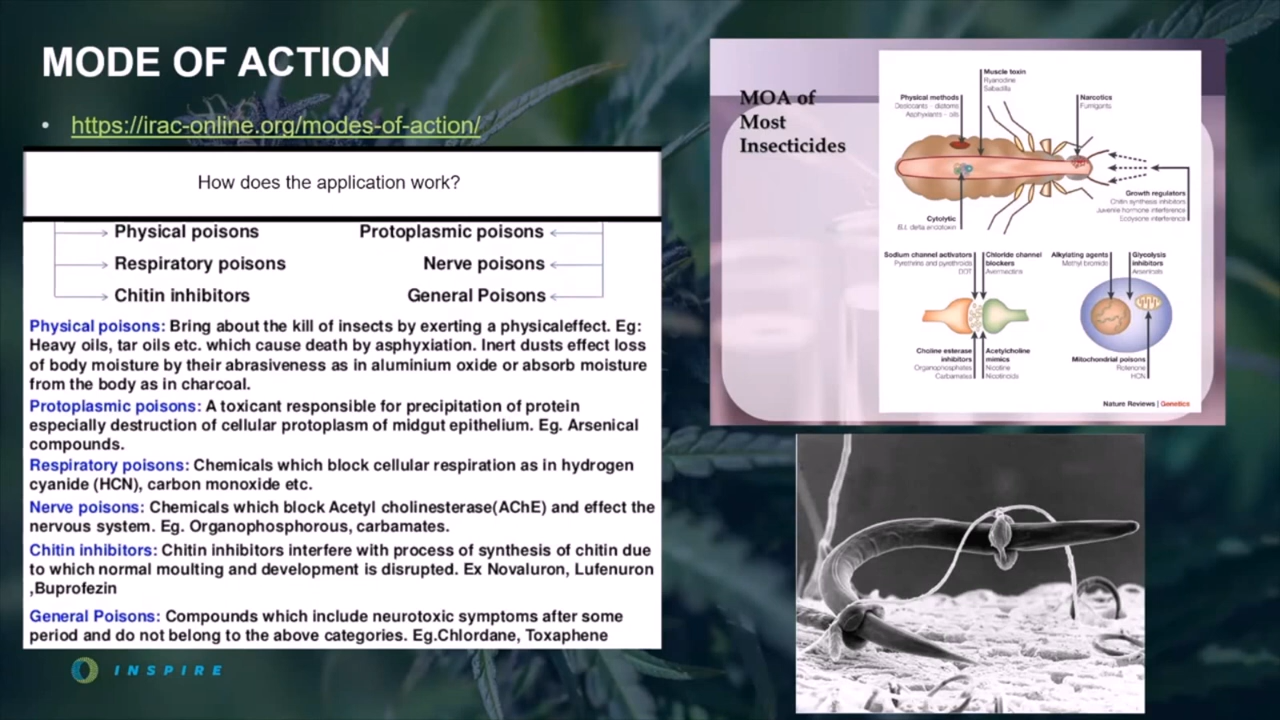 MODE OF ACTION
• https://irac-online.org/modes-of-action/
How does the application work?
Physical poisons
Protoplasmic poisons
Respiratory poisons
Nerve poisons
Chitin inhibitors
General Poisons
Physical poisons: Bring about the kill of insects by exerting a physicaleffect. Eg:
Heavy oils, tar oils etc. which cause death by asphyxiation. Inert dusts effect loss
of body moisture by their abrasiveness as in aluminium oxide or absorb moisture
from the body as in charcoal.
Protoplasmic poisons: A toxicant responsible for precipitation of protein
especially destruction of cellular protoplasm of midgut epithelium. Eg. Arsenical
compounds.
Respiratory poisons: Chemicals which block cellular respiration as in hydrogen
cyanide (HCN), carbon monoxide etc.
Nerve poisons: Chemicals which block Acetyl cholinesterase(AChE) and effect the
nervous system. Eg. Organophosphorous, carbamates.
Chitin inhibitors: Chitin inhibitors interfere with process of synthesis of chitin due
to which normal moulting and development is disrupted. Ex Novaluron, Lufenuron
,Buprofezin
General Poisons: Compounds which include neurotoxic symptoms after some
period and do not belong to the above categories. Eg.Chlordane, Toxaphene
INSPIRE
MOA of
Most
Insecticides
Muscle toxin
Ryanodine
Sabadilla
Physical methods
Desiccants - diatoms
Asphyxiants - oils
Narcotics
Fumigants
Growth regulators
Chitin synthesis inhibitors
Juvenile hormone interference
Ecdysone interference
Cytolytic
B.t. delta endotoxin
Sodium channel activators
Pyrethrins and pyrethroids
DDT
Chloride channel
blockers
Avermectins
Alkylating agents
Methyl bromide
Glycolysis
inhibitors
Arsenicals
Choline esterase
inhibitors
Organophosphates
Carbamates
Acetylcholine
mimics
Nicotine
Nicotinoids
Mitochondrial poisons
Rotenone
HCN
Nature Reviews | Genetics